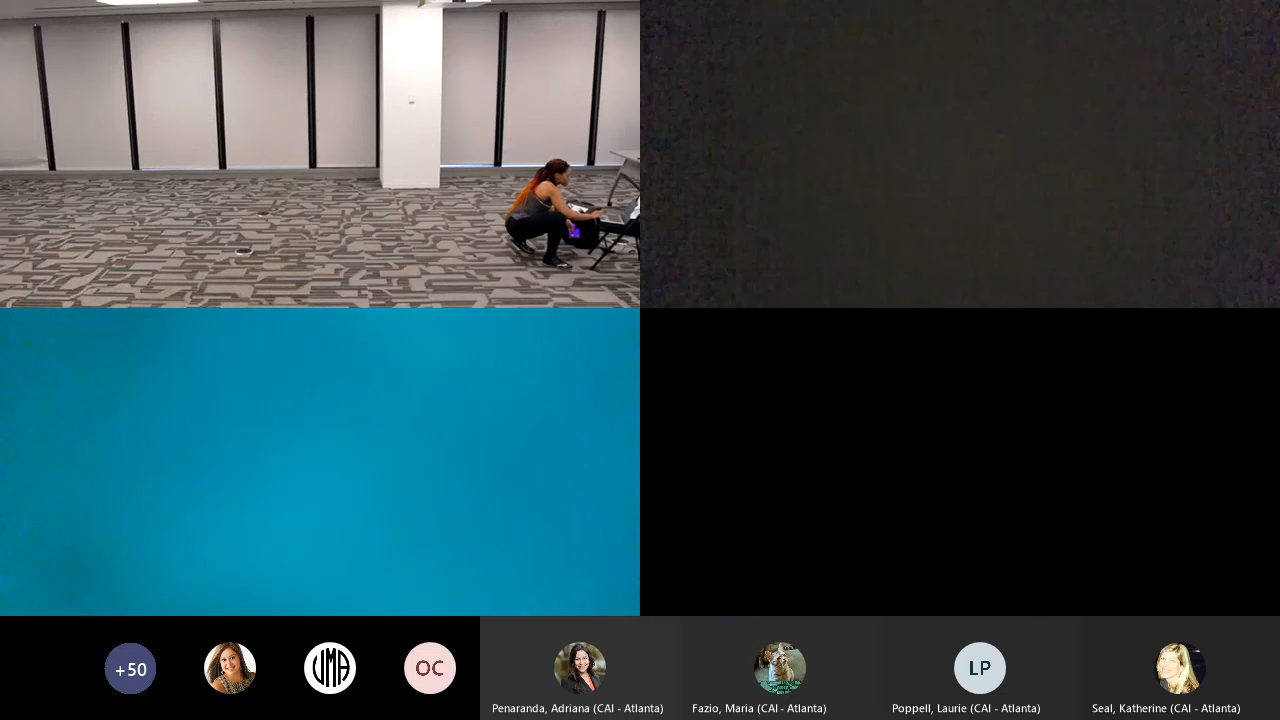 +50
UMA
OC
Penaranda, Adriana (CAI - Atlanta)
Fazio, Maria (CAI - Atlanta)
LP
Poppell, Laurie (CAI - Atlanta)
Seal, Katherine (CAI - Atlanta)